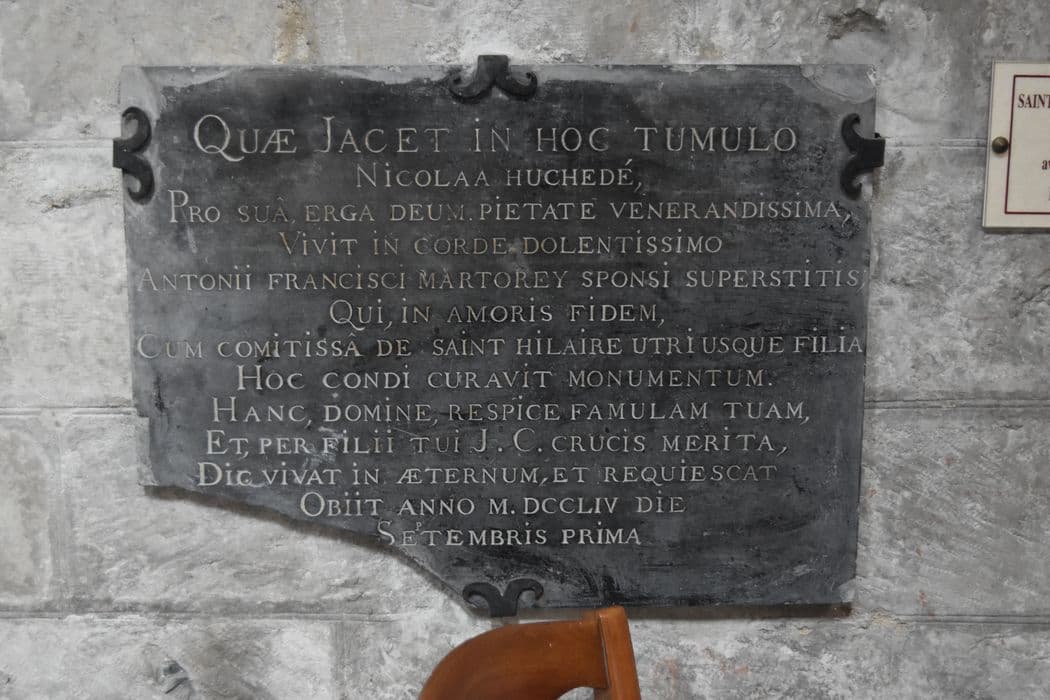 QUÆ JACET IN HOC TUMULO
NICOLAA HUCHEDÉ,
PRO SUÂ, ERGA DEUM. PIETATE VENERANDISSIMA,
VIVIT IN CORDE DOLENTISSIMO
ANTONII FRANCISCI MARTOREY SPONSI SUPERSTITIS;
QUI, IN AMORIS FIDEM,
CUM COMITISSÂ DE SAINT HILAIRE UTRIUSQUE FILIA
HOC CONDI CURAVIT MONUMENTUM.
HANC, DOMINE, RESPICE FAMULAM TUAM,
ET, PER FILII TUI J. C. CRUCIS MERITA,
DIC VIVAT IN ÆTERNUM, ET REQUIESCAT
OBIIT ANNO M. DCCLIV DIE
SEPTEMBRIS PRIMA
SAINT